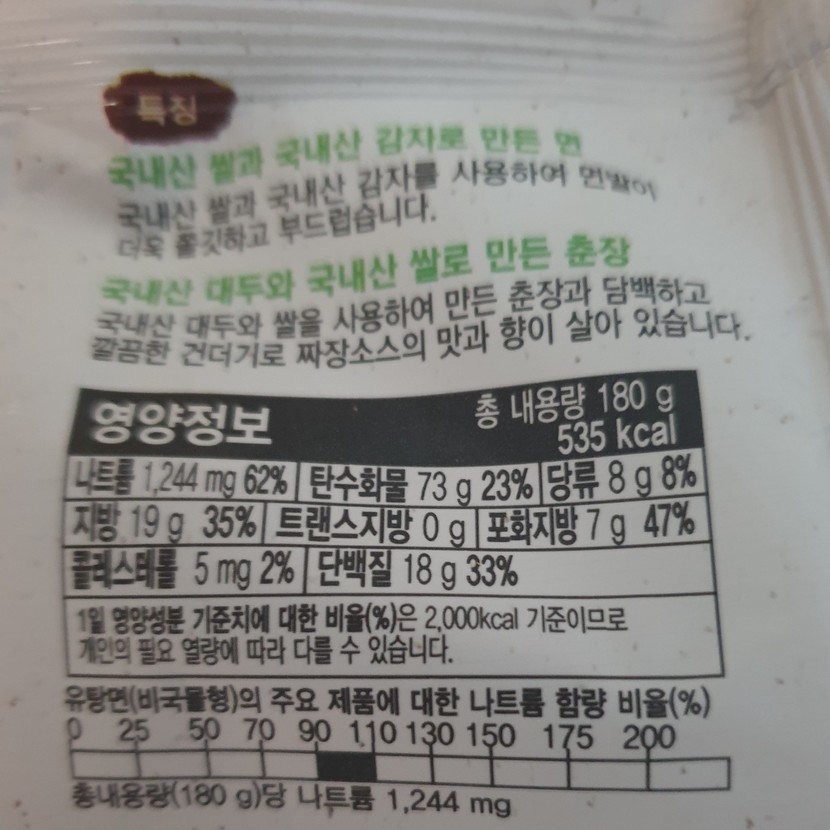 특징
국내산 쌀과 국내산 감자로 만든 면
국내산 쌀과 국내산 감자를 사용하여 면발이
더욱 쫄깃하고 부드럽습니다.
국내산 대두와 국내산 쌀로 만든 춘장
국내산 대두와 쌀을 사용하여 만든 춘장과 담백하고
깔끔한 건더기로 짜장소스의 맛과 향이 살아 있습니다.
영양정보 총 내용량 180 g
535 kcal
나트륨 1,244 mg 62% 탄수화물 73 g 23% 당류 8 g 8%
지방 19 g 35% 트랜스지방 0 g 포화지방 7 g 47%
콜레스테롤 5 mg 2% 단백질 18 g 33%
1일 영양성분 기준치에 대한 비율(%)은 2,000kcal 기준이므로
개인의 필요 열량에 따라 다를 수 있습니다.
유탕면(비국물형)의 주요 제품에 대한 나트륨 함량 비율(%)
0 25 50 70 90 110 130 150 175 200
총내용량(180 g)당 나트륨 1,244 mg